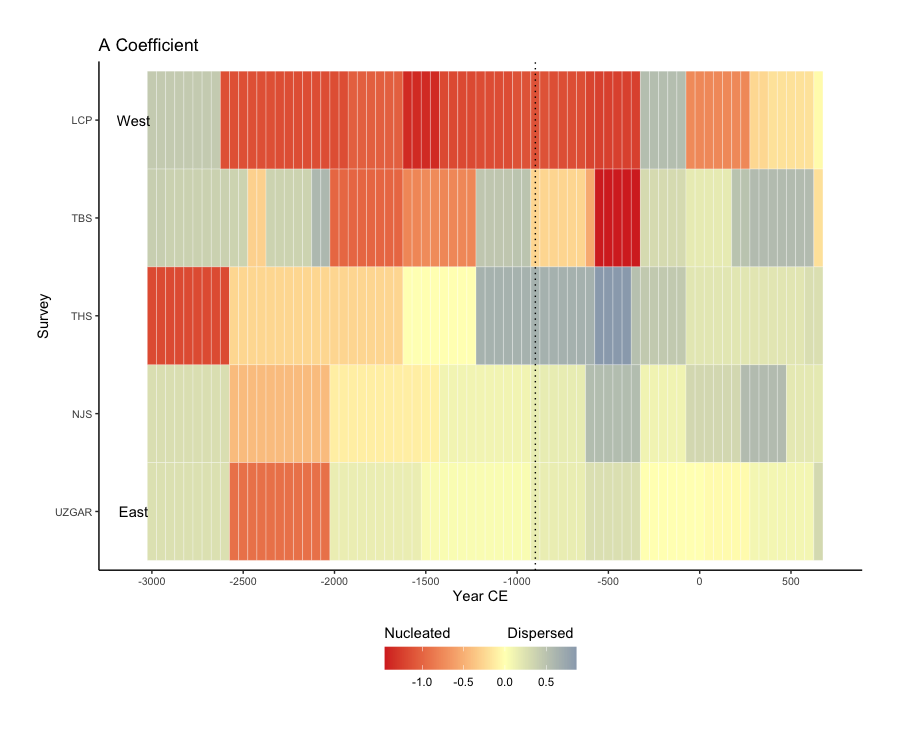 A Coefficient
LCP West
TBS
THS
Survey
NJS
UZGAR East
-3000 -2500 -2000 -1500 -1000 -500 0 500
Year CE
Nucleated Dispersed
-1.0 -0.5 0.0 0.5